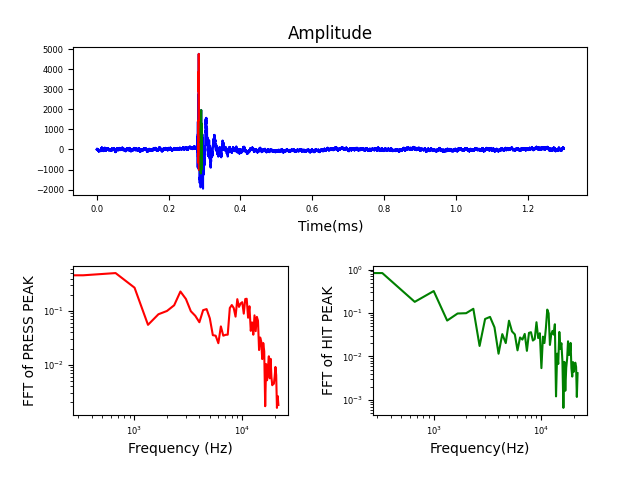 Amplitude
5000
4000
3000
2000
1000
0
−1000
−2000
0.0 0.2 0.4 0.6 0.8 1.0 1.2
Time(ms)
FFT of PRESS PEAK
10⁻¹
10⁻²
10³ 10⁴
Frequency (Hz)
FFT of HIT PEAK
10⁰
10⁻¹
10⁻²
10⁻³
10³ 10⁴
Frequency(Hz)